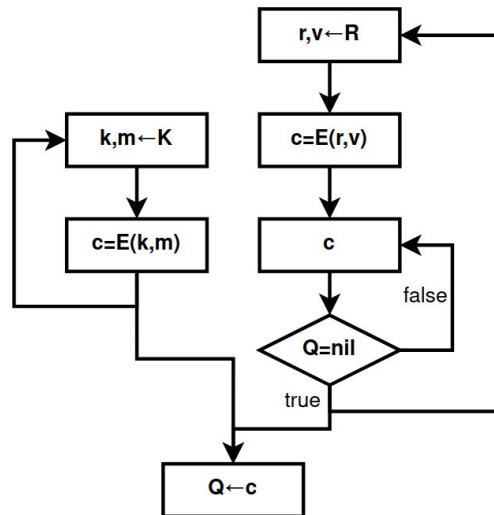 r,v←R
k,m←K
c=E(r,v)
c=E(k,m)
c
false
Q=nil
true
Q←c